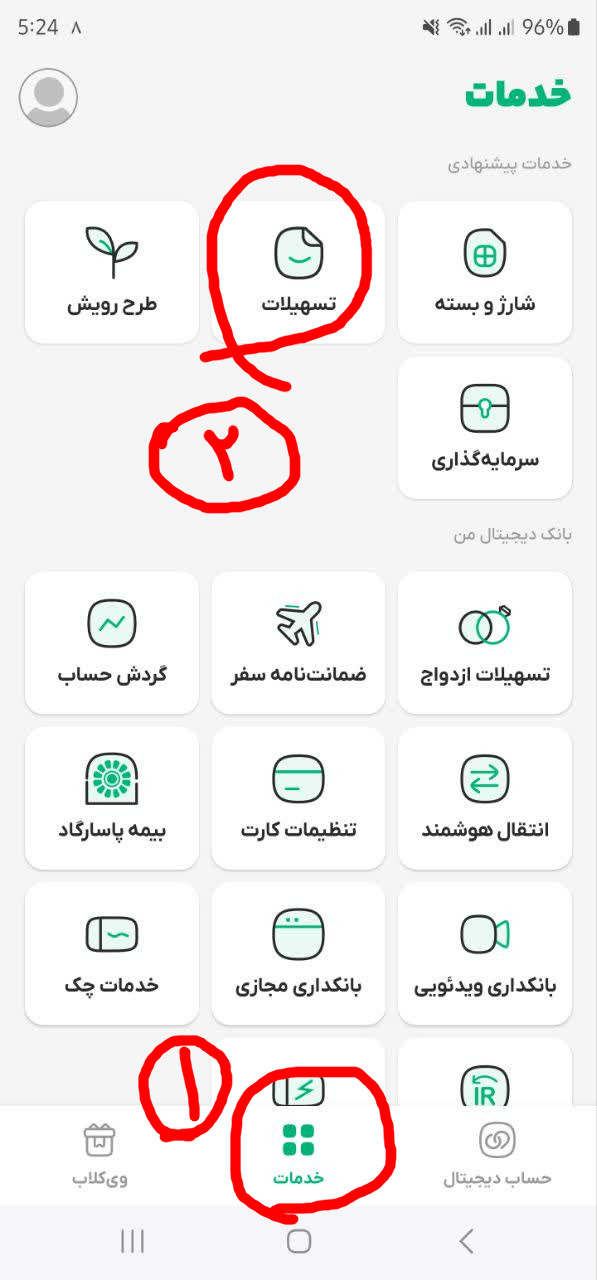 5:24 ۸ 96%
خدمات
خدمات پیشنهادی
شارژ و بسته تسهیلات طرح رویش
۲
سرمایه‌گذاری
بانک دیجیتال من
تسهیلات ازدواج ضمانت‌نامه سفر گردش حساب
انتقال هوشمند تنظیمات کارت بیمه پاسارگاد
بانکداری ویدئویی بانکداری مجازی خدمات چک
IR
۱
حساب دیجیتال خدمات وی‌کلاب